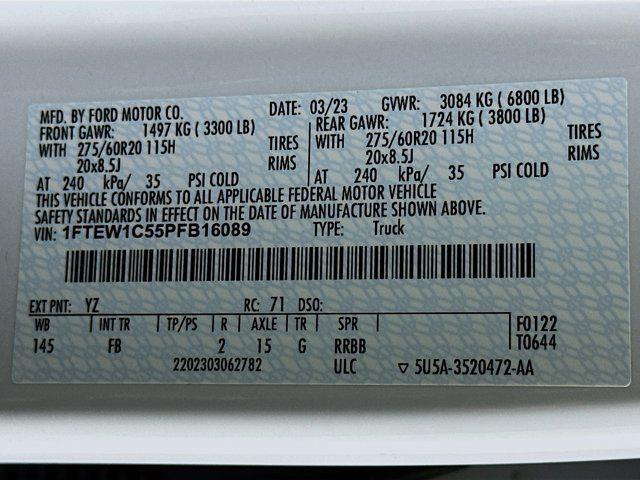 MFD. BY FORD MOTOR CO. DATE: 03/23 GVWR: 3084 KG ( 6800 LB)
FRONT GAWR: 1497 KG ( 3300 LB) REAR GAWR: 1724 KG ( 3800 LB)
WITH 275/60R20 115H TIRES WITH 275/60R20 115H TIRES
20x8.5J RIMS 20x8.5J RIMS
AT 240 kPa/ 35 PSI COLD AT 240 kPa/ 35 PSI COLD
THIS VEHICLE CONFORMS TO ALL APPLICABLE FEDERAL MOTOR VEHICLE
SAFETY STANDARDS IN EFFECT ON THE DATE OF MANUFACTURE SHOWN ABOVE.
VIN: 1FTEW1C55PFB16089 TYPE: Truck
EXT PNT: YZ RC: 71 DSO:
WB INT TR TP/PS R AXLE TR SPR F0122
145 FB 2 15 G RRBB T0644
2202303062782 ULC ▽ 5U5A-3520472-AA